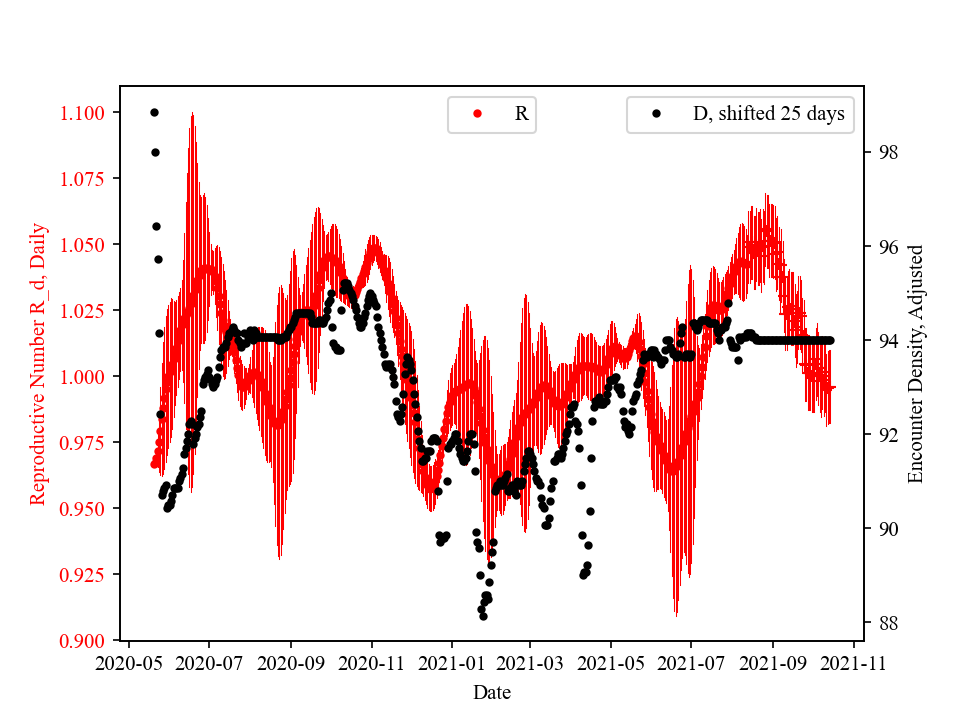 R
D, shifted 25 days
1.100
1.075
1.050
1.025
1.000
0.975
0.950
0.925
0.900
Reproductive Number R_d, Daily
98
96
94
92
90
88
Encounter Density, Adjusted
2020-05 2020-07 2020-09 2020-11 2021-01 2021-03 2021-05 2021-07 2021-09 2021-11
Date